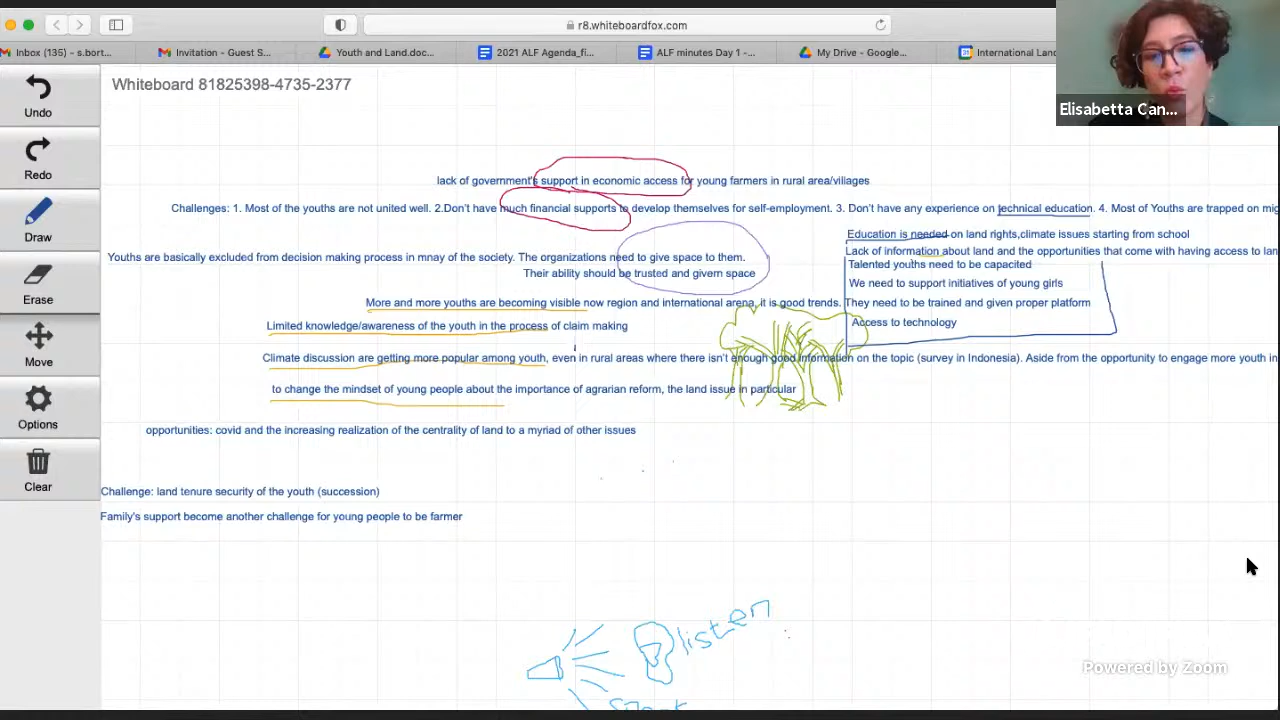 r8.whiteboardfox.com
Inbox (135) - s.bort...
Invitation - Guest S...
Youth and Land.doc...
2021 ALF Agenda_fi...
ALF minutes Day 1 -...
My Drive - Google...
International Lan
Elisabetta Can...
Whiteboard 81825398-4735-2377
Undo
Redo
Draw
Erase
Move
Options
Clear
lack of government's support in economic access for young farmers in rural area/villages
Challenges: 1. Most of the youths are not united well. 2.Don't have much financial supports to develop themselves for self-employment. 3. Don't have any experience on technical education. 4. Most of Youths are trapped on mig
Education is needed on land rights,climate issues starting from school
Lack of information about land and the opportunities that come with having access to lan
Youths are basically excluded from decision making process in mnay of the society. The organizations need to give space to them.
Talented youths need to be capacited
Their ability should be trusted and givem space
We need to support initiatives of young girls
More and more youths are becoming visible now region and international arena, it is good trends. They need to be trained and given proper platform
Limited knowledge/awareness of the youth in the process of claim making
Access to technology
Climate discussion are getting more popular among youth, even in rural areas where there isn't enough good information on the topic (survey in Indonesia). Aside from the opportunity to engage more youth in
to change the mindset of young people about the importance of agrarian reform, the land issue in particular
opportunities: covid and the increasing realization of the centrality of land to a myriad of other issues
Challenge: land tenure security of the youth (succession)
Family's support become another challenge for young people to be farmer
listen
Powered by Zoom